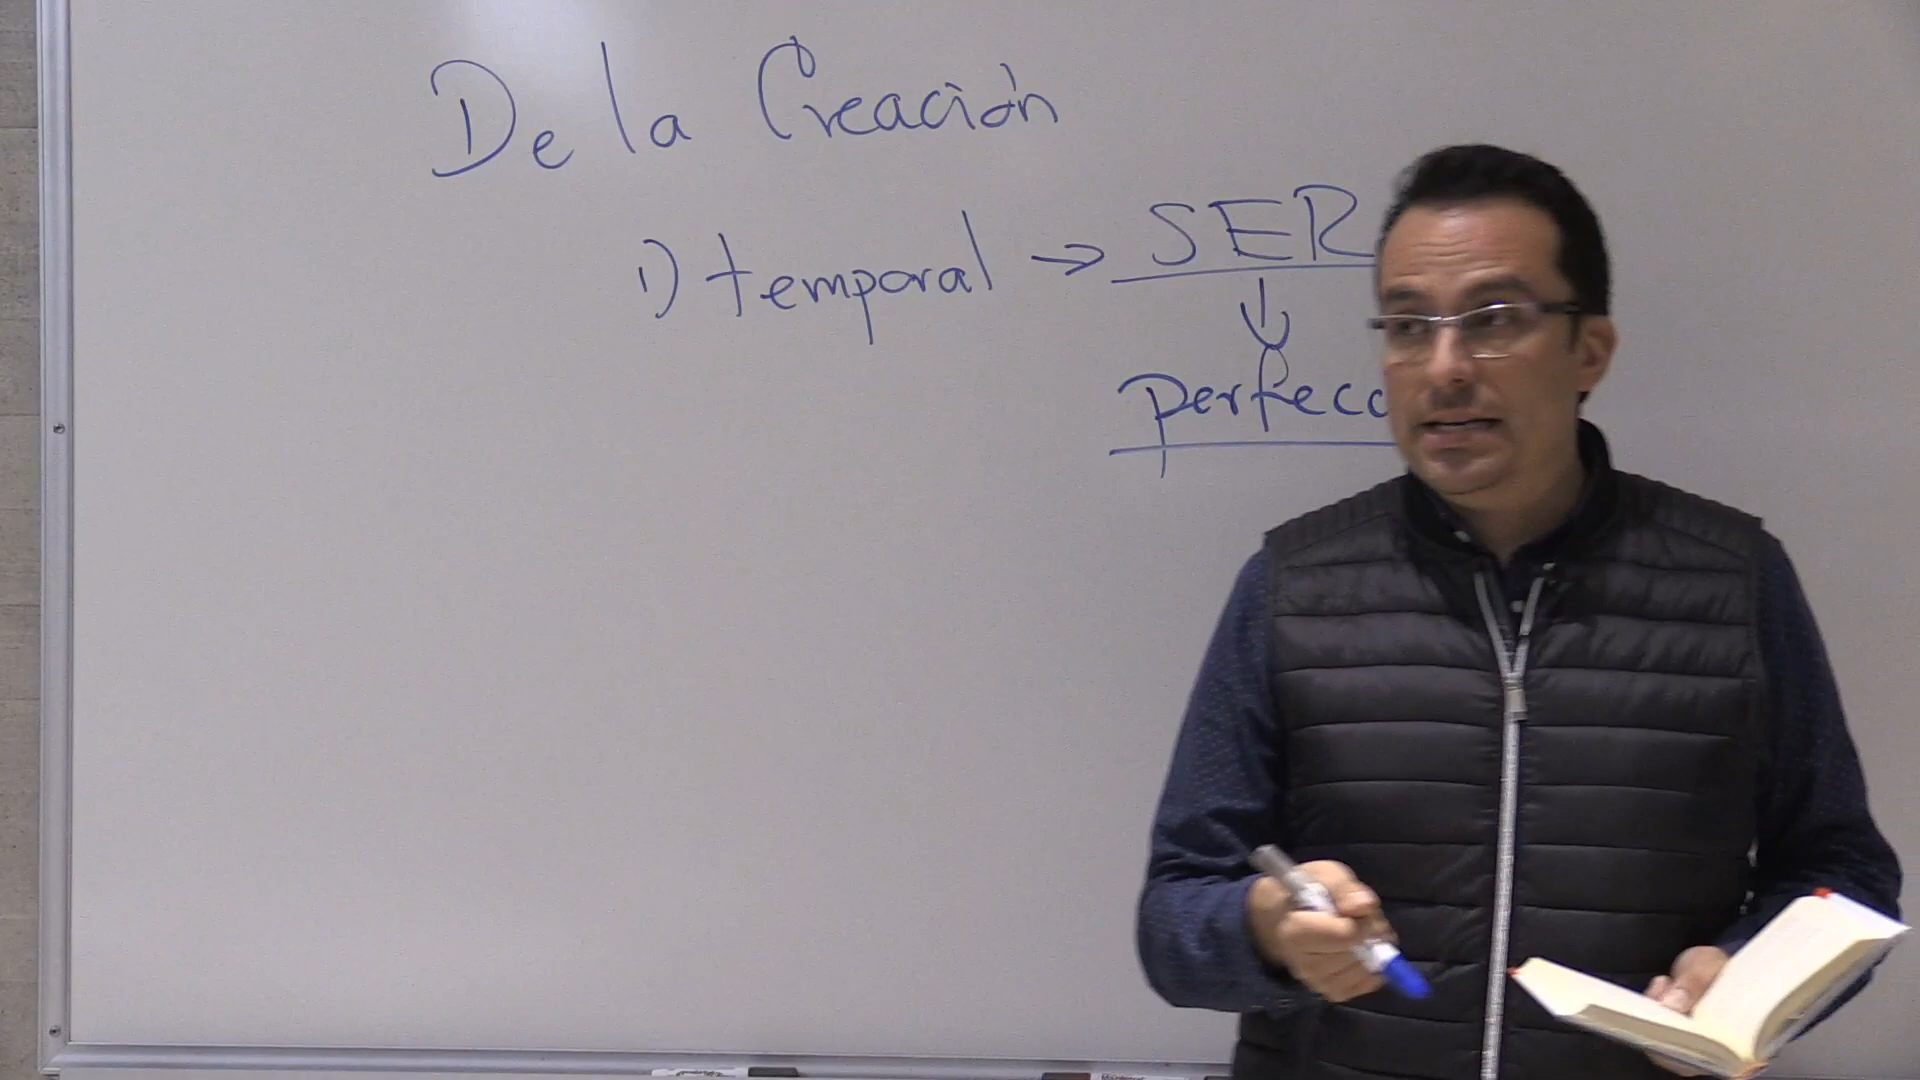 De la Creación
1) temporal → SER
↓
perfecc